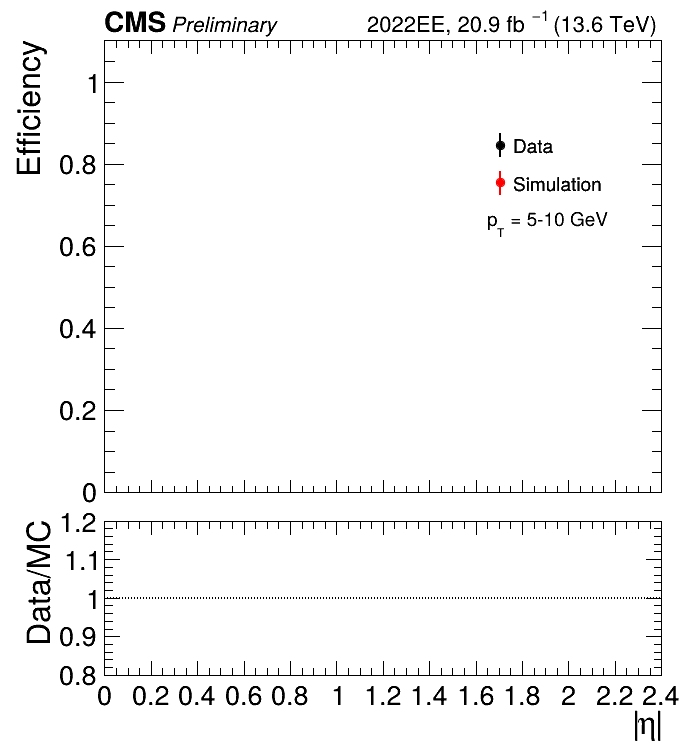 CMS Preliminary 2022EE, 20.9 fb⁻¹ (13.6 TeV)
Efficiency
1
0.8
0.6
0.4
0.2
0
Data
Simulation
p_T = 5-10 GeV
Data/MC
1.2
1.1
1
0.9
0.8
0 0.2 0.4 0.6 0.8 1 1.2 1.4 1.6 1.8 2 2.2 2.4
|η|